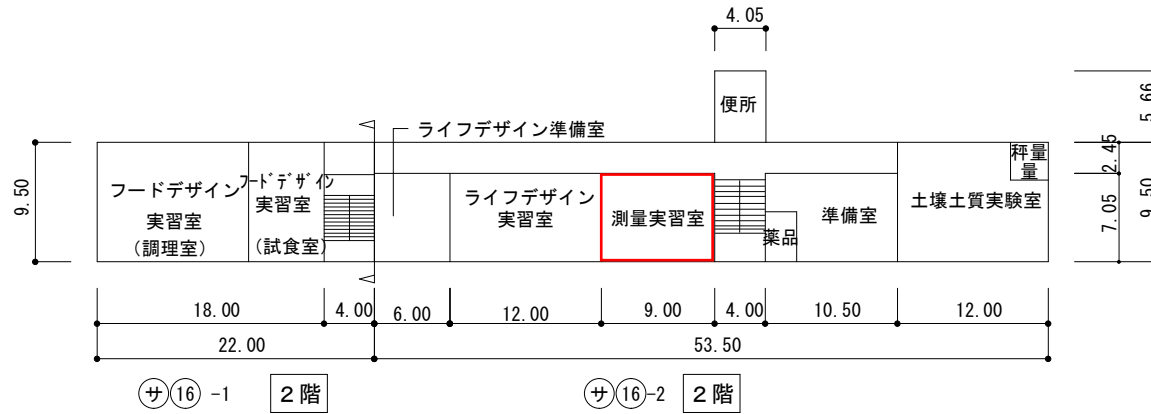 4.05
便所
5.66
ライフデザイン準備室
秤量
量
2.45
9.50
フードデザイン
実習室
(調理室)
フードデザイン
実習室
(試食室)
ライフデザイン
実習室
測量実習室
薬品
準備室
土壌土質実験室
7.05
9.50
18.00
4.00
6.00
12.00
9.00
4.00
10.50
12.00
22.00
53.50
サ 16 -1 2階
サ 16 -2 2階